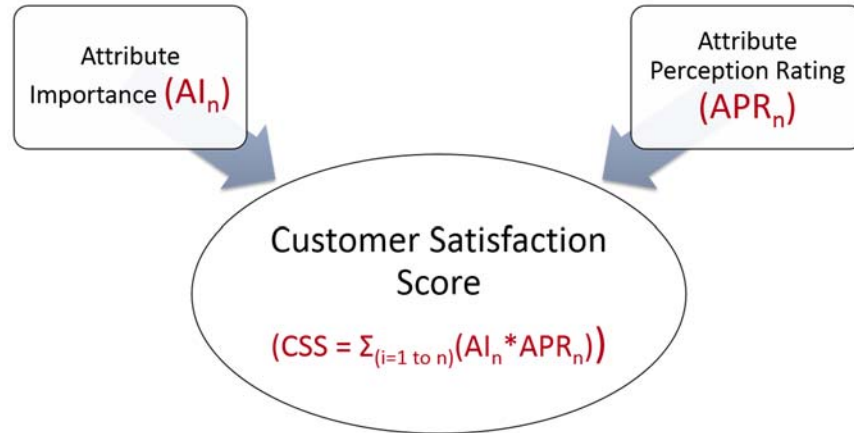 Attribute
Importance (AIn)
Attribute
Perception Rating
(APRn)
Customer Satisfaction
Score
(CSS = Σ(i=1 to n)(AIn*APRn))